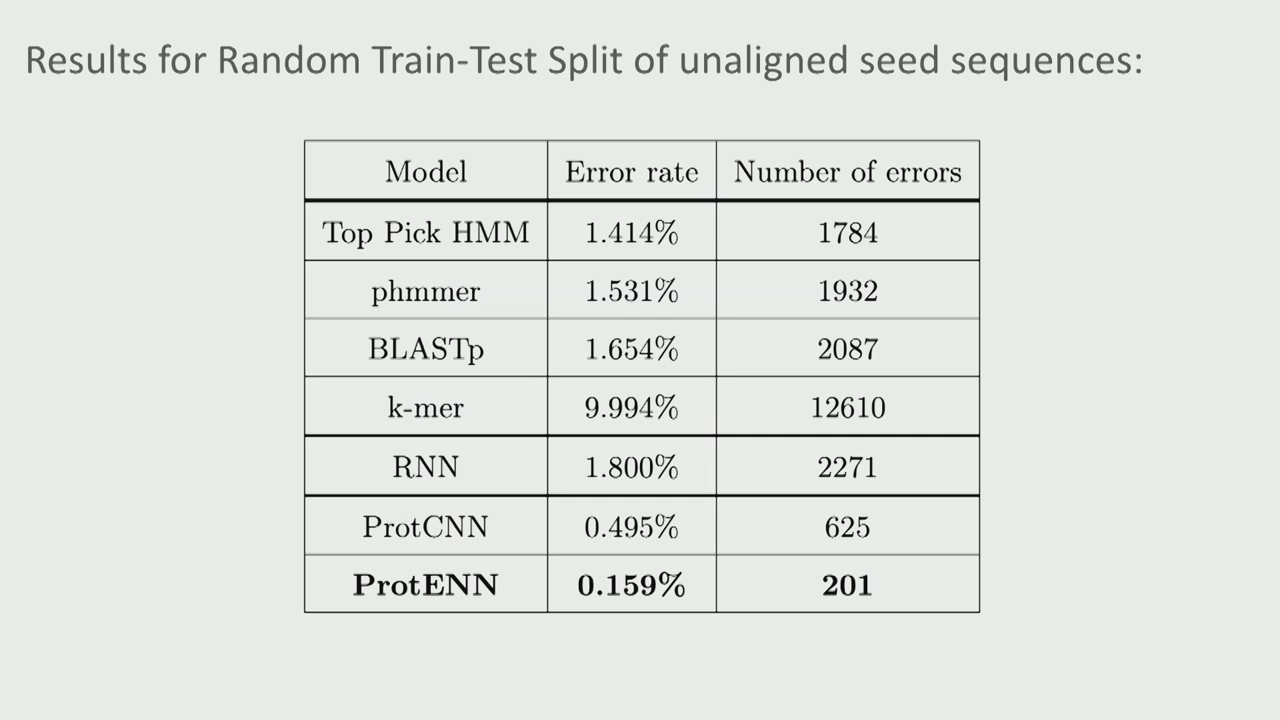 Results for Random Train-Test Split of unaligned seed sequences:
Model Error rate Number of errors
Top Pick HMM 1.414% 1784
phmmer 1.531% 1932
BLASTp 1.654% 2087
k-mer 9.994% 12610
RNN 1.800% 2271
ProtCNN 0.495% 625
ProtENN 0.159% 201